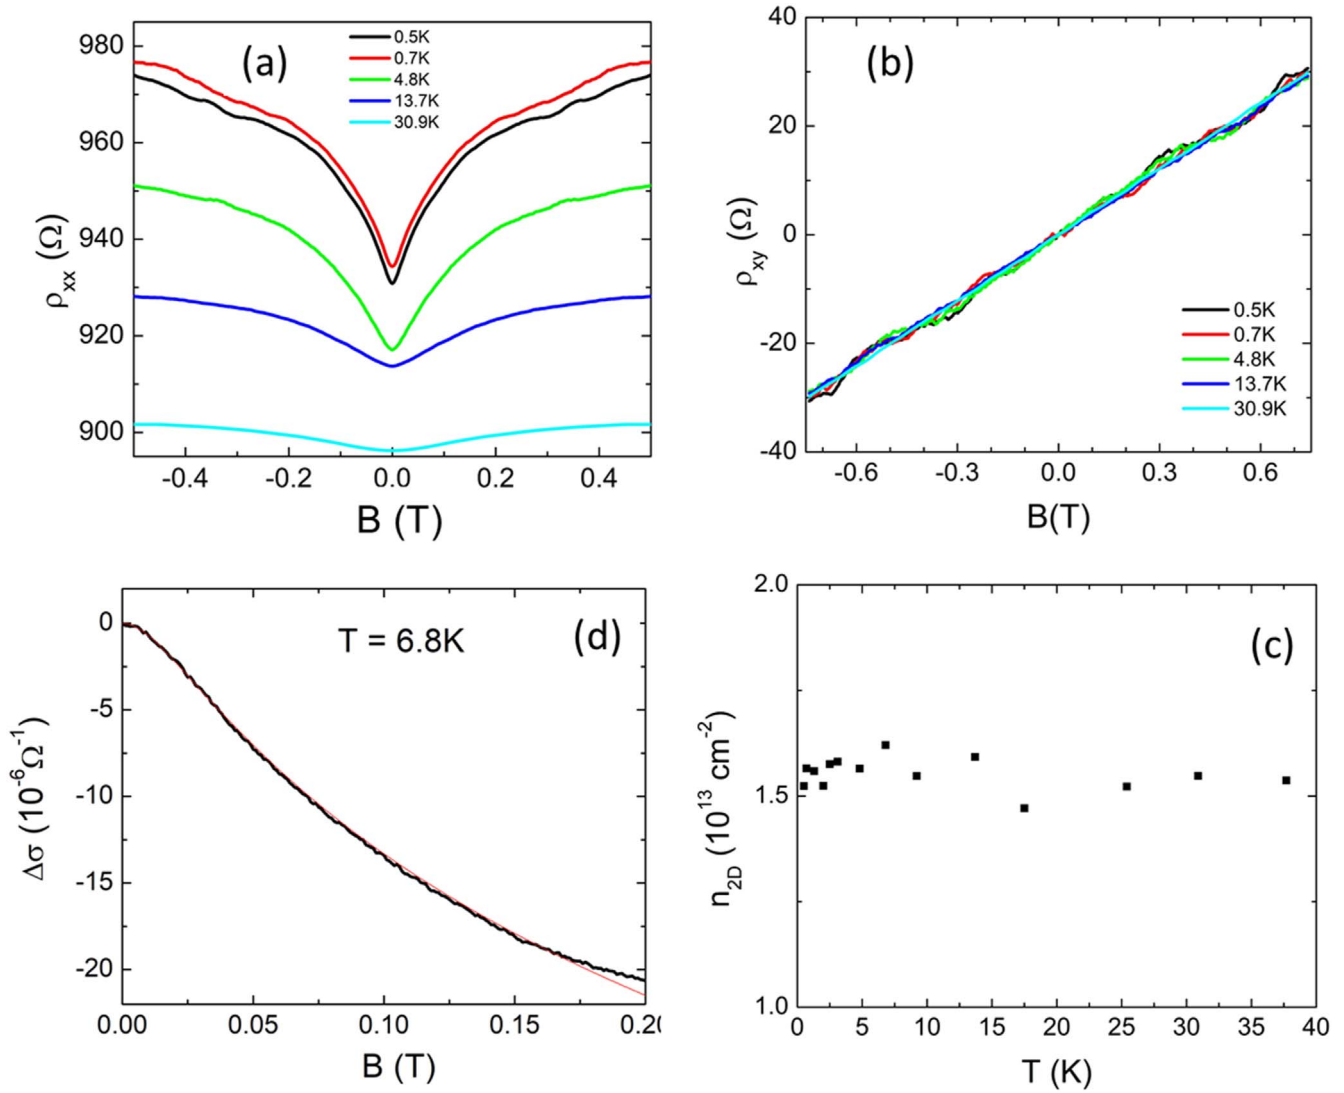 (a)
0.5K
0.7K
4.8K
13.7K
30.9K
980
960
940
920
900
ρxx (Ω)
-0.4 -0.2 0.0 0.2 0.4
B (T)
(b)
40
20
0
-20
-40
ρxy (Ω)
0.5K
0.7K
4.8K
13.7K
30.9K
-0.6 -0.3 0.0 0.3 0.6
B(T)
T = 6.8K
(d)
0
-5
-10
-15
-20
Δσ (10⁻⁶Ω⁻¹)
0.00 0.05 0.10 0.15 0.20
B (T)
(c)
2.0
1.5
1.0
n2D (10¹³ cm⁻²)
0 5 10 15 20 25 30 35 40
T (K)